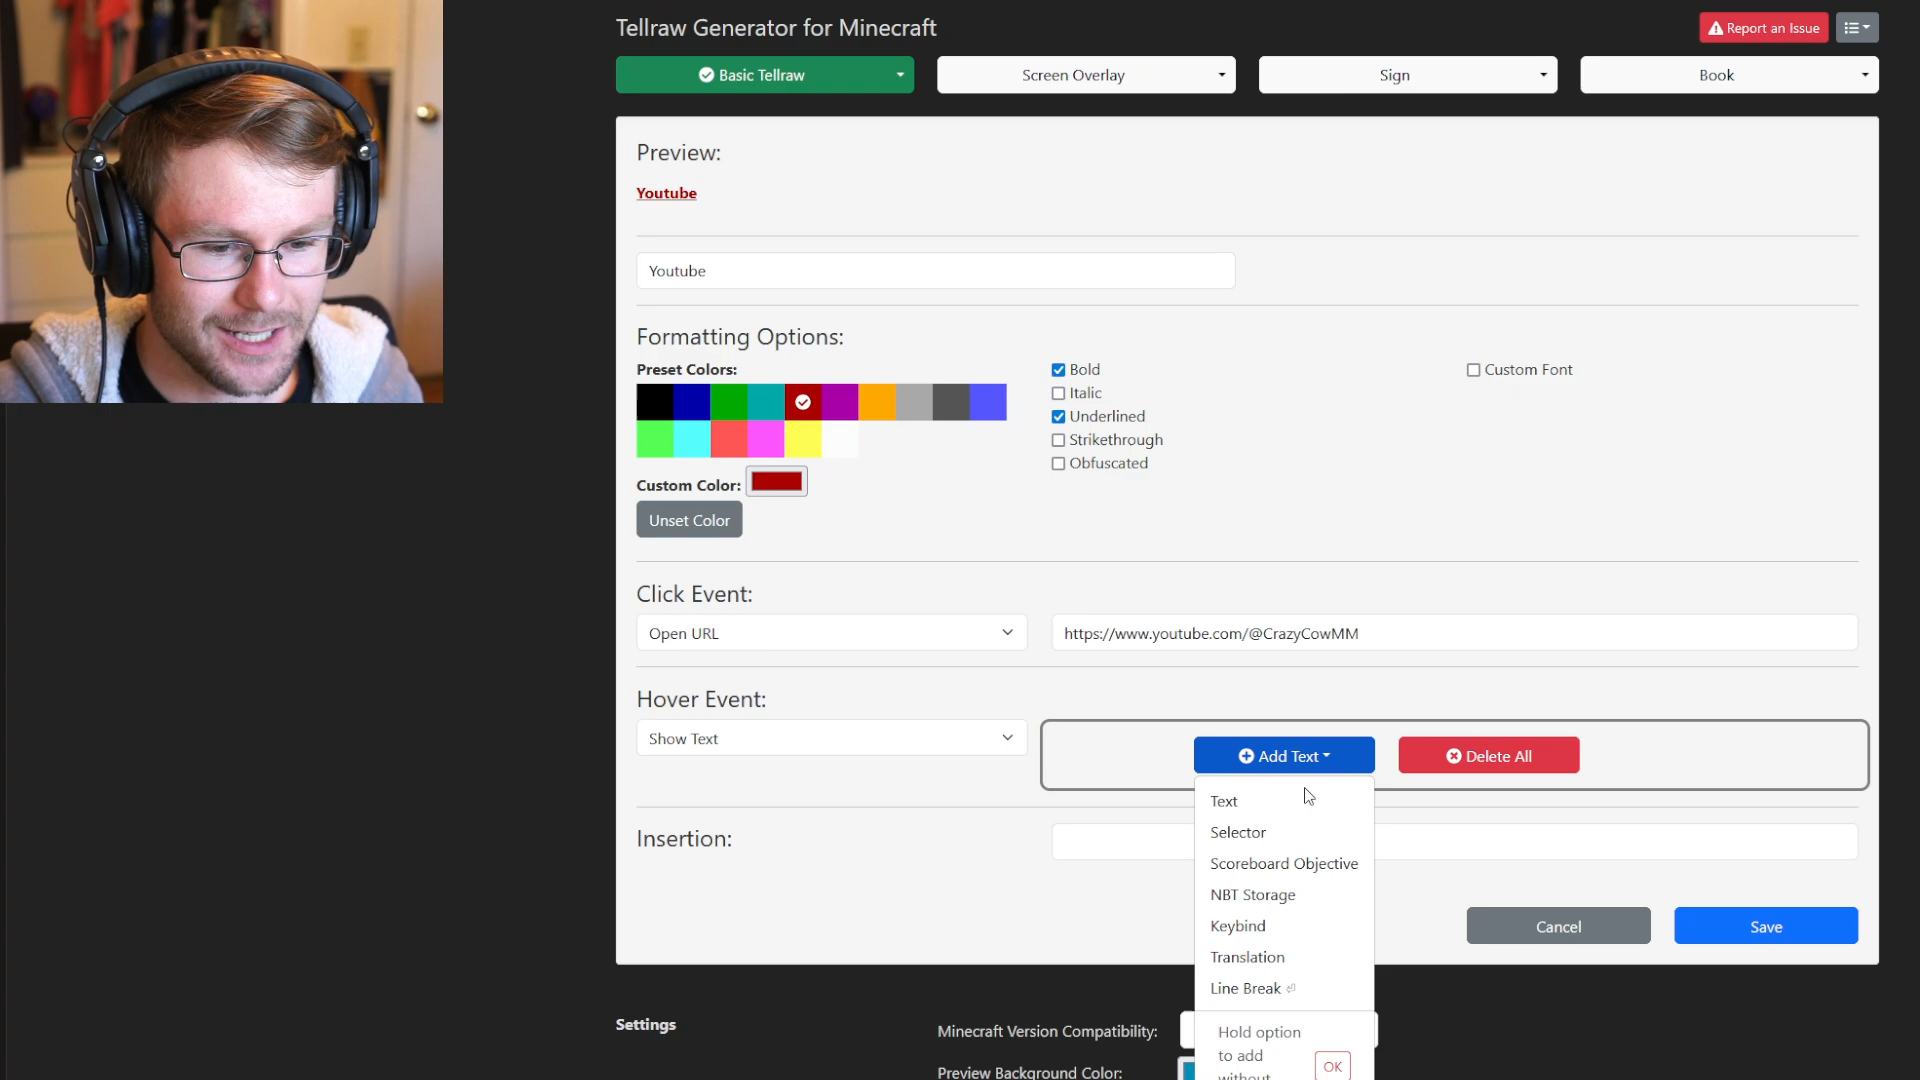 Tellraw Generator for Minecraft
Report an Issue
Basic Tellraw
Screen Overlay
Sign
Book
Preview:
Youtube
Youtube
Formatting Options:
Preset Colors:
Bold
Italic
Underlined
Strikethrough
Obfuscated
Custom Font
Custom Color:
Unset Color
Click Event:
Open URL
https://www.youtube.com/@CrazyCowMM
Hover Event:
Show Text
Add Text
Delete All
Text
Selector
Scoreboard Objective
NBT Storage
Keybind
Translation
Line Break
Insertion:
Cancel
Save
Settings
Minecraft Version Compatibility:
Hold option
to add
without
OK
Preview Background Color: